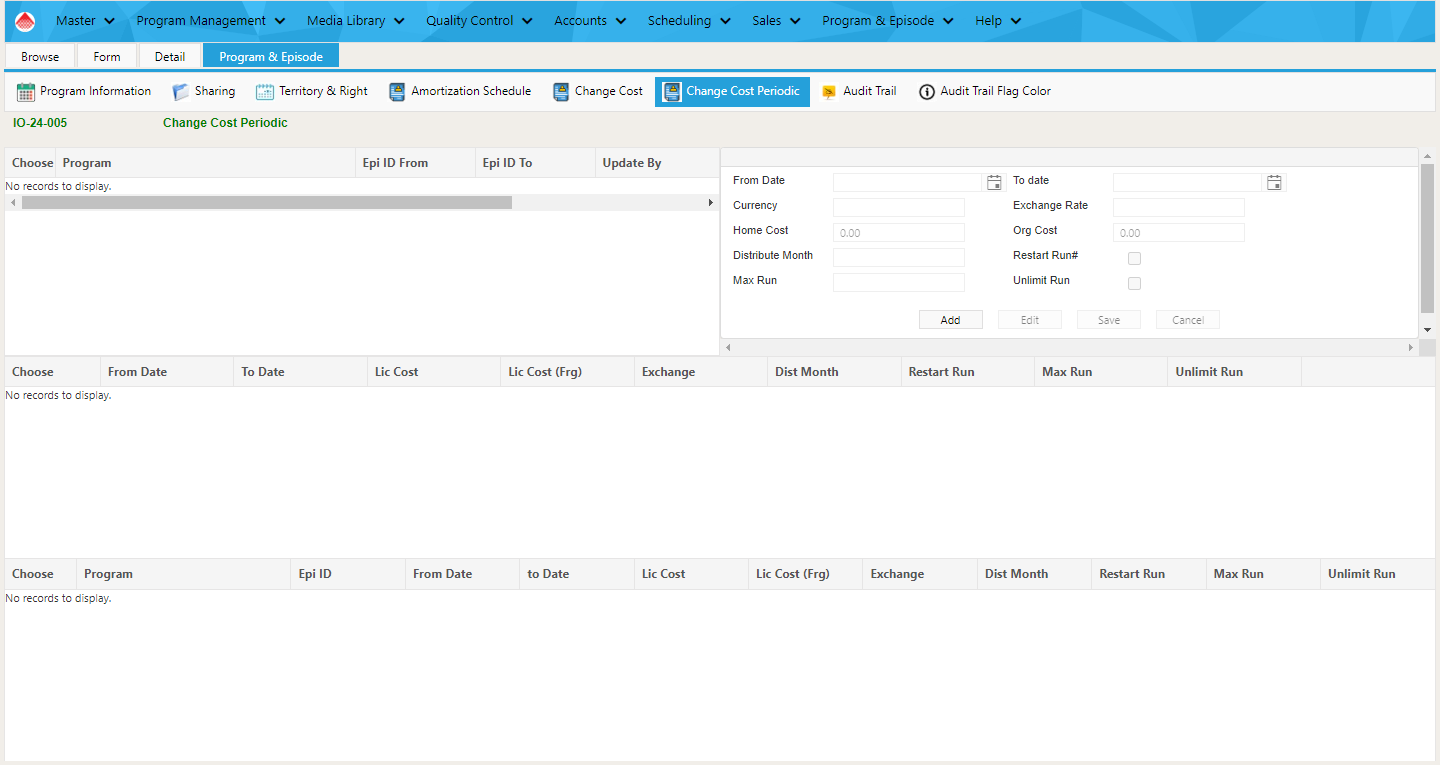 Master Program Management Media Library Quality Control Accounts Scheduling Sales Program & Episode Help
Browse Form Detail Program & Episode
Program Information Sharing Territory & Right Amortization Schedule Change Cost Change Cost Periodic Audit Trail Audit Trail Flag Color
IO-24-005 Change Cost Periodic
Choose Program Epi ID From Epi ID To Update By
No records to display.
From Date To date
Currency Exchange Rate
Home Cost 0.00 Org Cost 0.00
Distribute Month Restart Run#
Max Run Unlimit Run
Add Edit Save Cancel
Choose From Date To Date Lic Cost Lic Cost (Frg) Exchange Dist Month Restart Run Max Run Unlimit Run
No records to display.
Choose Program Epi ID From Date to Date Lic Cost Lic Cost (Frg) Exchange Dist Month Restart Run Max Run Unlimit Run
No records to display.